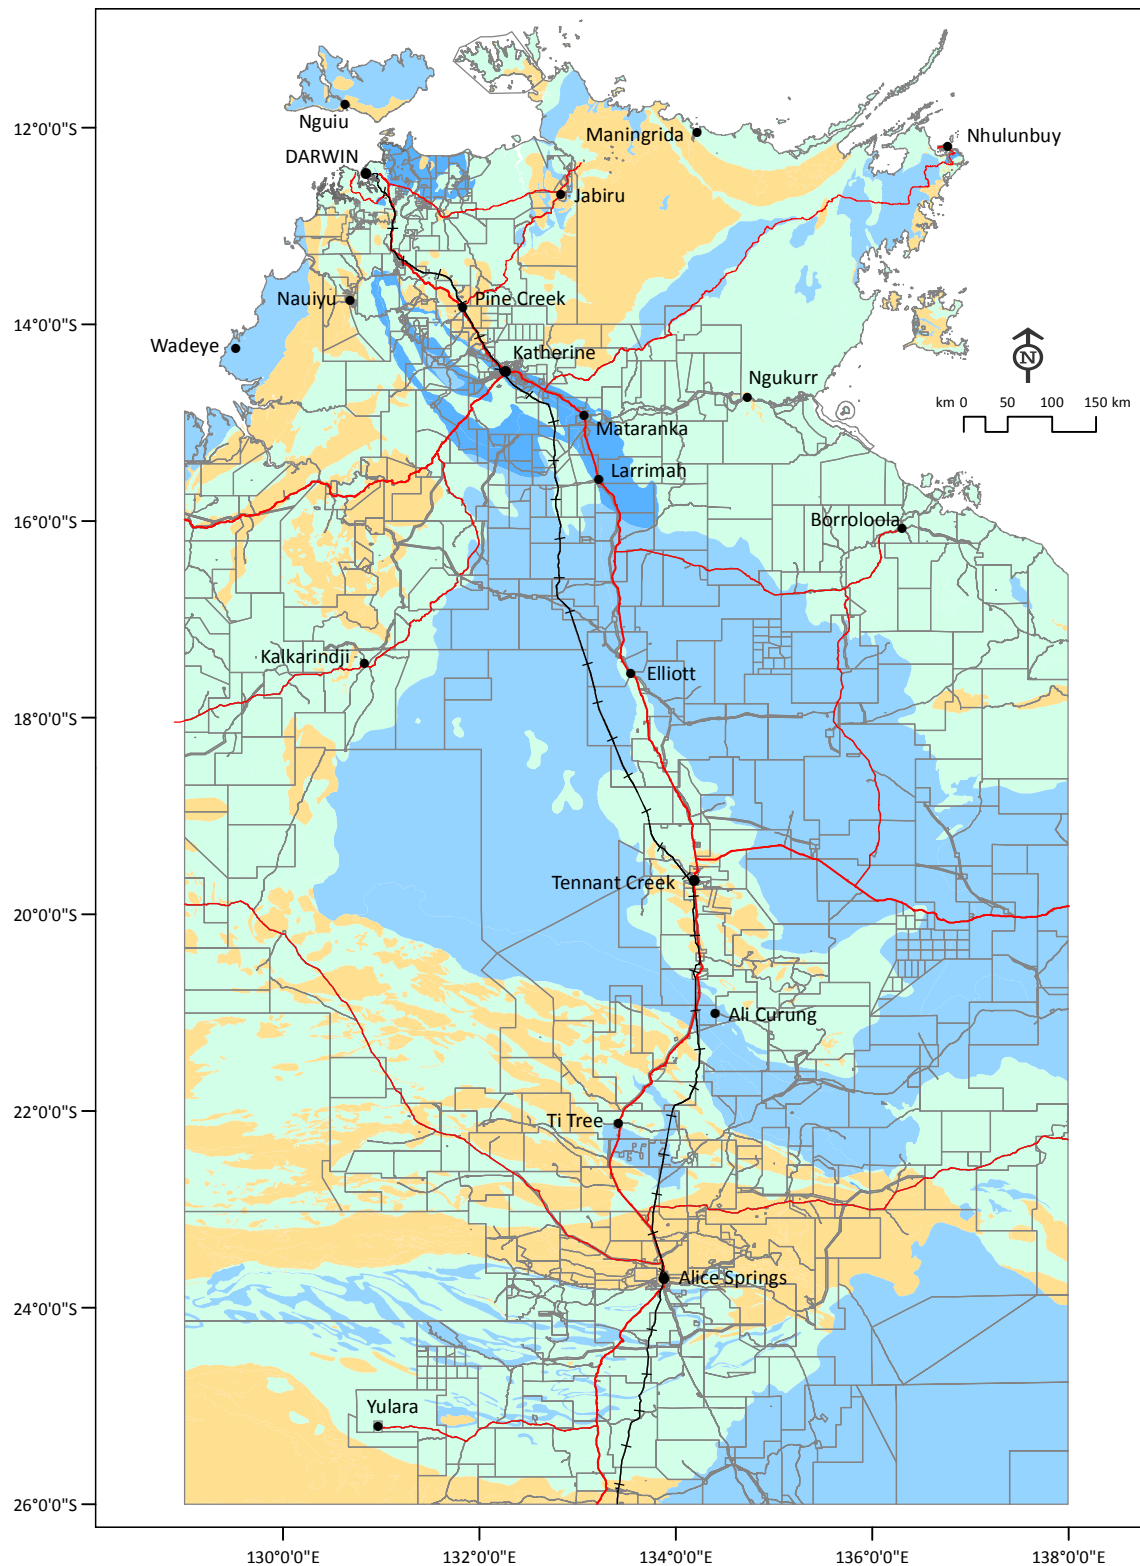 12°0'0"S
Nguiu
Maningrida
Nhulunbuy
DARWIN
Jabiru
Nauiyu
Pine Creek
14°0'0"S
Wadeye
Katherine
N
Ngukurr
km 0 50 100 150 km
Mataranka
Larrimah
16°0'0"S
Borroloola
Kalkarindji
Elliott
18°0'0"S
Tennant Creek
20°0'0"S
Ali Curung
22°0'0"S
Ti Tree
Alice Springs
24°0'0"S
Yulara
26°0'0"S
130°0'0"E 132°0'0"E 134°0'0"E 136°0'0"E 138°0'0"E